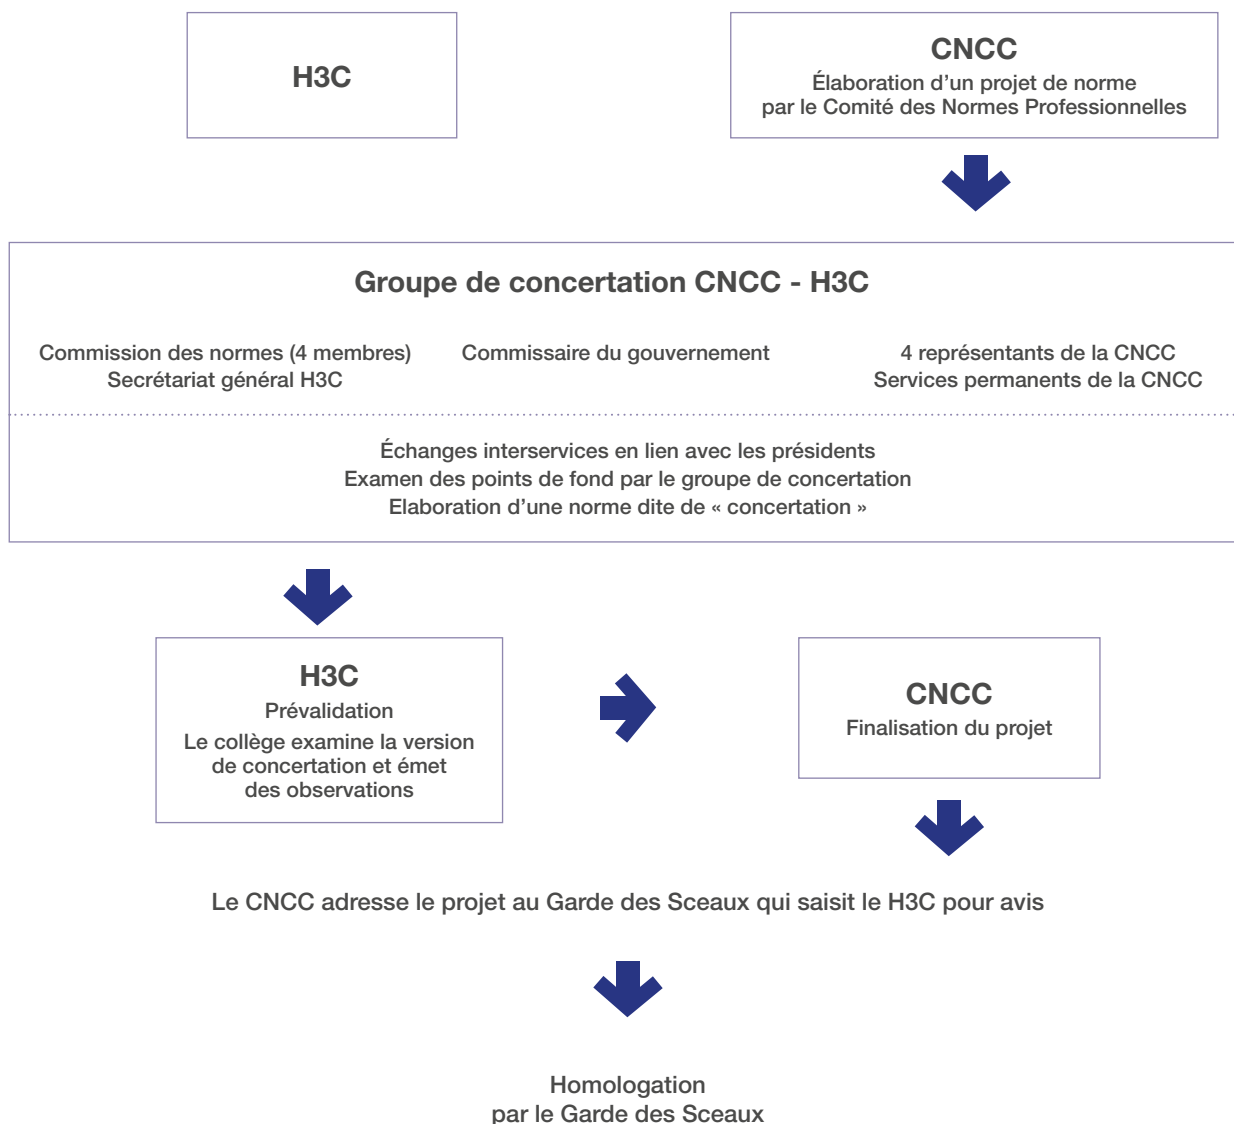 H3C
CNCC
Élaboration d’un projet de norme
par le Comité des Normes Professionnelles
Groupe de concertation CNCC - H3C
Commission des normes (4 membres)
Secrétariat général H3C
Commissaire du gouvernement
4 représentants de la CNCC
Services permanents de la CNCC
Échanges interservices en lien avec les présidents
Examen des points de fond par le groupe de concertation
Elaboration d’une norme dite de « concertation »
H3C
Prévalidation
Le collège examine la version
de concertation et émet
des observations
CNCC
Finalisation du projet
Le CNCC adresse le projet au Garde des Sceaux qui saisit le H3C pour avis
Homologation
par le Garde des Sceaux